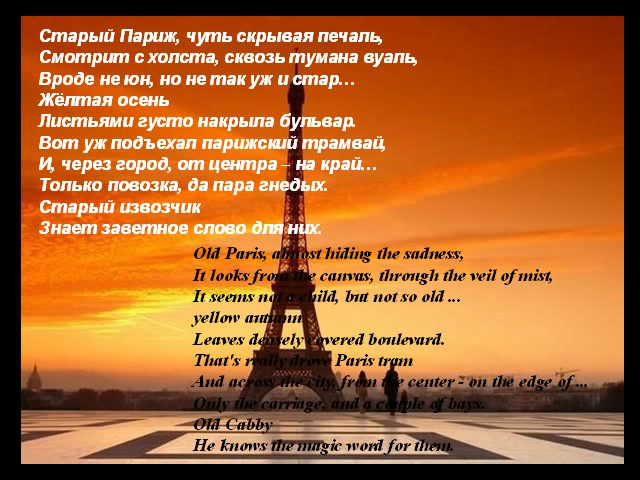 Старый Париж, чуть скрывая печаль,
Смотрит с холста, сквозь тумана вуаль,
Вроде не юн, но не так уж и стар...
Жёлтая осень
Листьями густо накрыла бульвар.
Вот уж подъехал парижский трамвай,
И, через город, от центра – на край...
Только повозка, да пара гнедых.
Старый извозчик
Знает заветное слово для них.
Old Paris, almost hiding the sadness,
It looks from the canvas, through the veil of mist,
It seems not a child, but not so old ...
yellow autumn
Leaves densely covered boulevard.
That's really drove Paris tram
And across the city, from the center - on the edge of ...
Only the carriage, and a couple of bays.
Old Cabby
He knows the magic word for them.